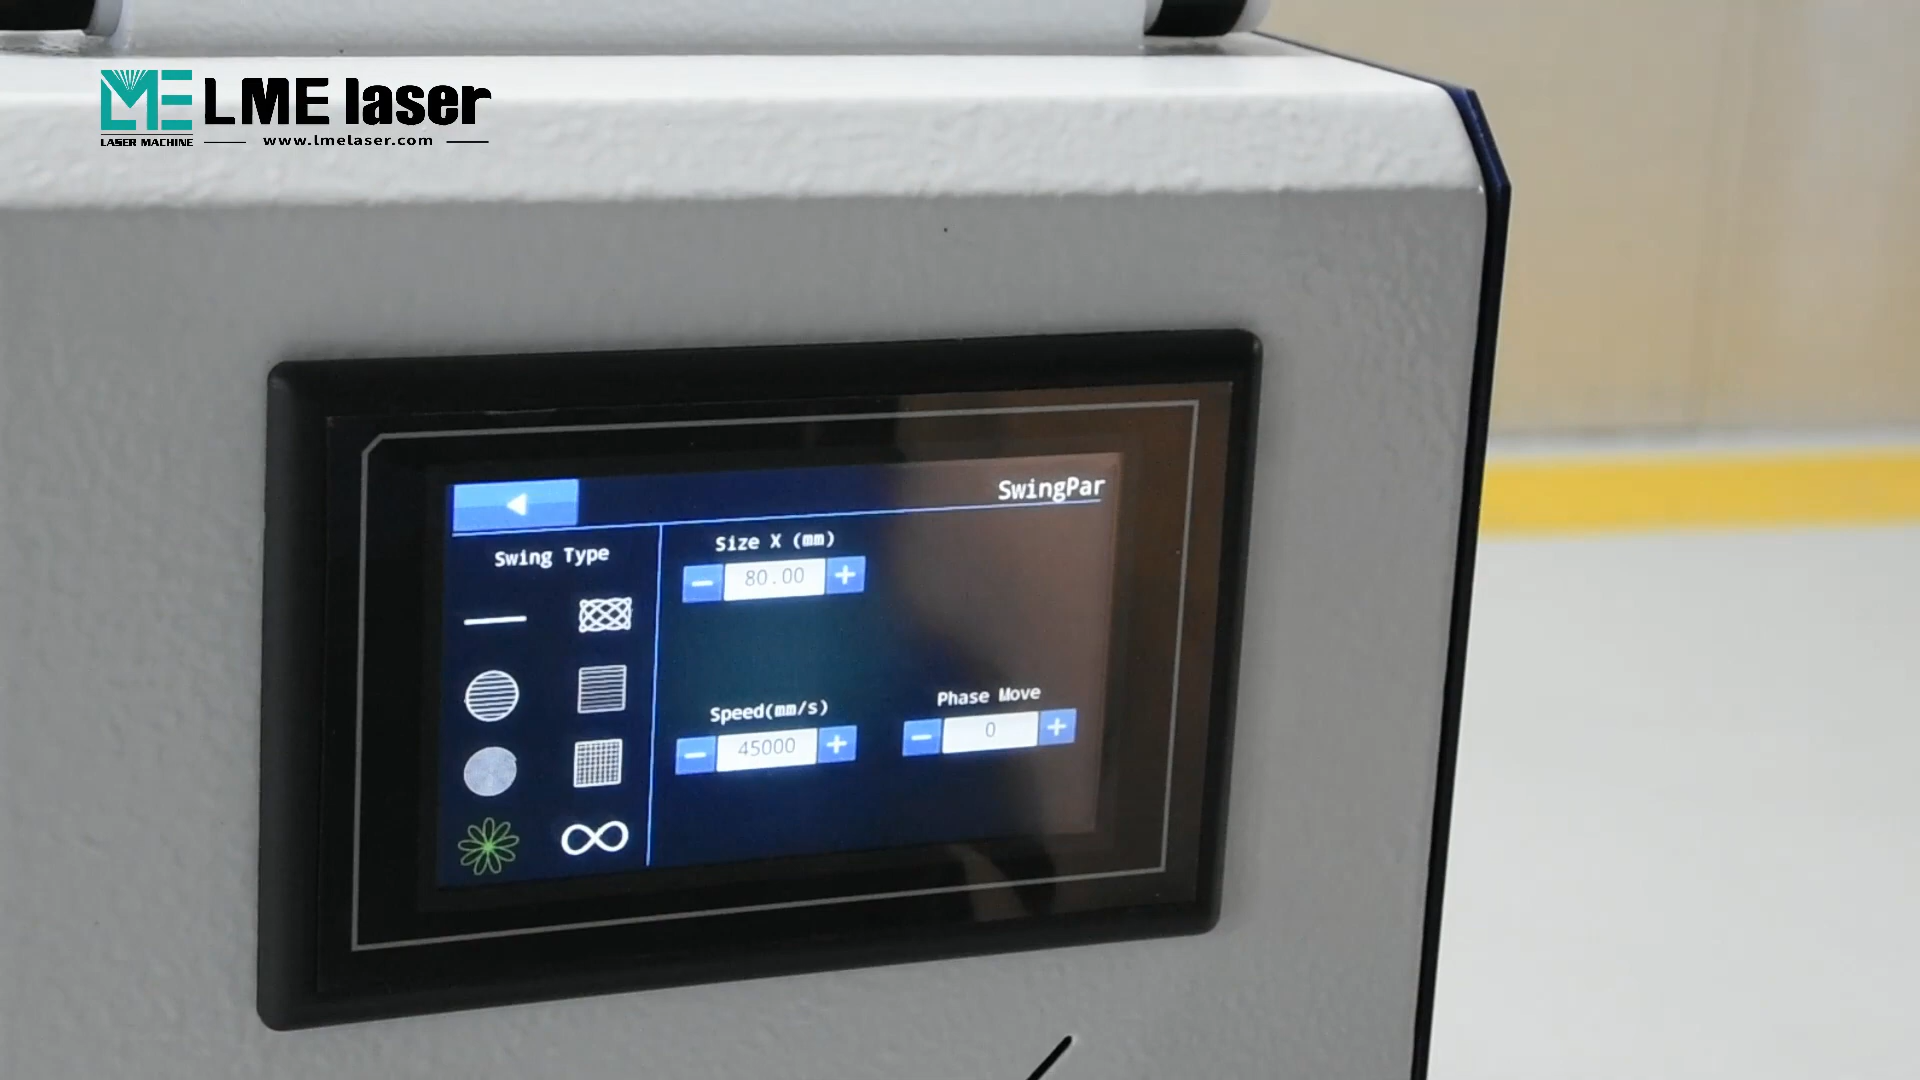 LME laser
LASER MACHINE
www.lmelaser.com
SwingPar
Swing Type
Size X (mm)
80.00
Speed(mm/s)
45000
Phase Move
0